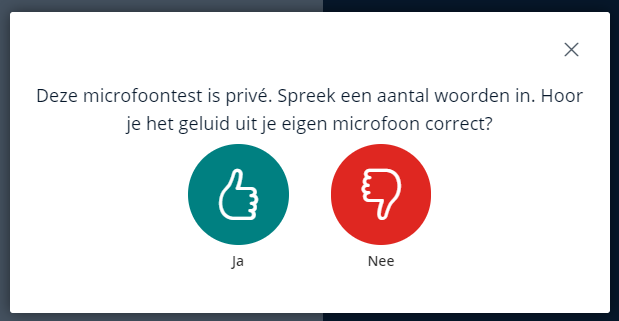 Deze microfoontest is privé. Spreek een aantal woorden in. Hoor
je het geluid uit je eigen microfoon correct?
Ja
Nee